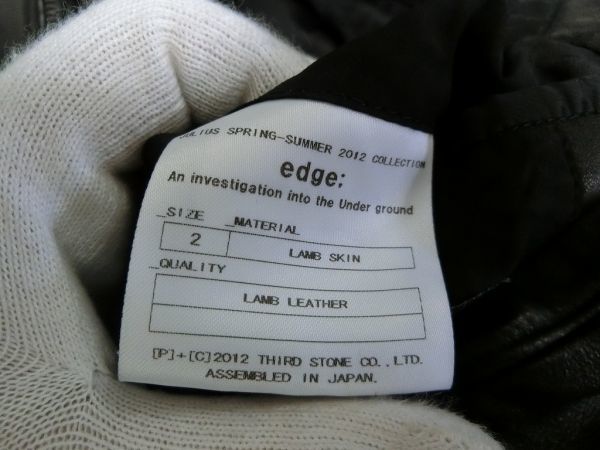 JULIUS SPRING-SUMMER 2012 COLLECTION
edge:
An investigation into the Under ground
_SIZE _MATERIAL
2 LAMB SKIN
_QUALITY
LAMB LEATHER
[P]+[C]2012 THIRD STONE CO.,LTD.
ASSEMBLED IN JAPAN.